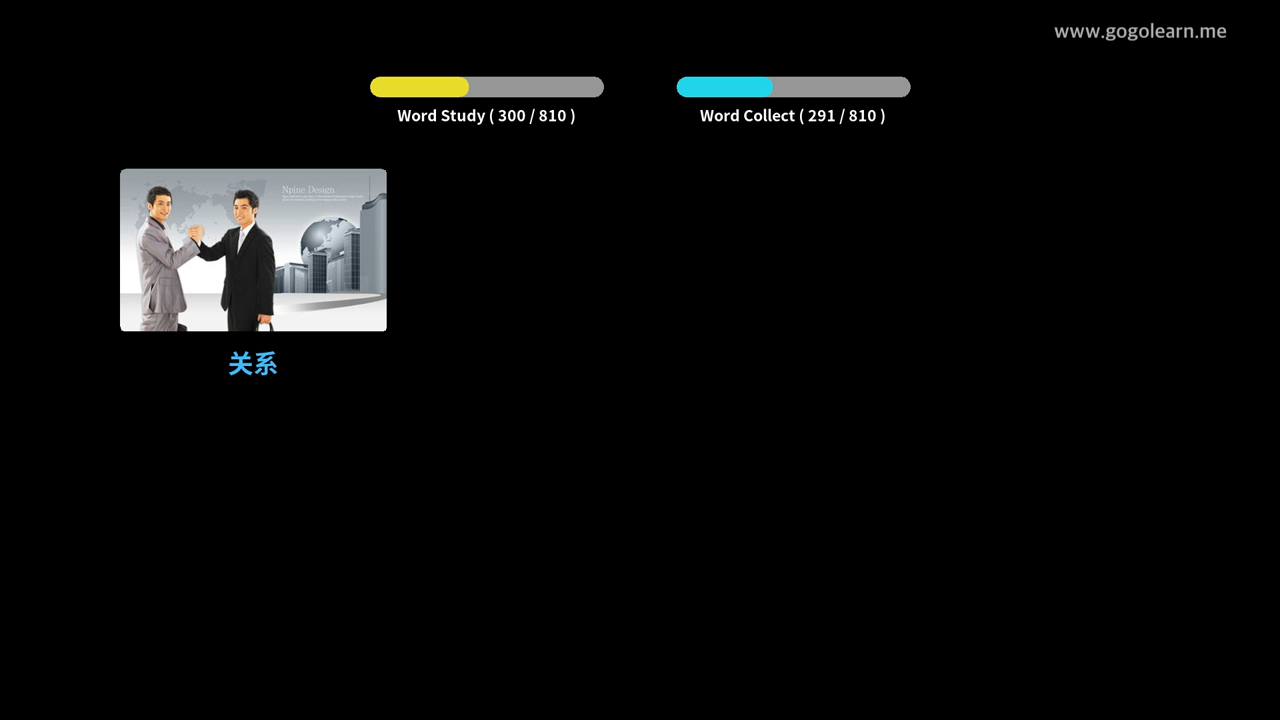 www.gogolearn.me
Word Study ( 300 / 810 )
Word Collect ( 291 / 810 )
Npine Design
关系